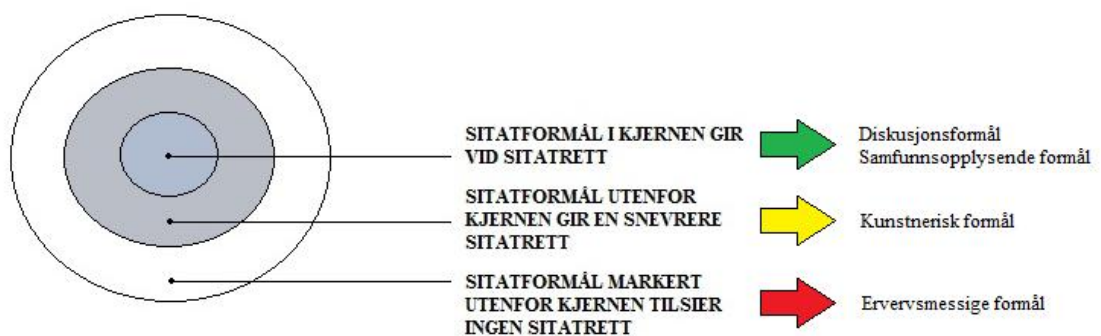 SITATFORMÅL I KJERNEN GIR
VID SITATRETT
Diskusjonsformål
Samfunnsopplysende formål
SITATFORMÅL UTENFOR
KJERNEN GIR EN SNEVRERE
SITATRETT
Kunstnerisk formål
SITATFORMÅL MARKERT
UTENFOR KJERNEN TILSIER
INGEN SITATRETT
Ervervsmessige formål